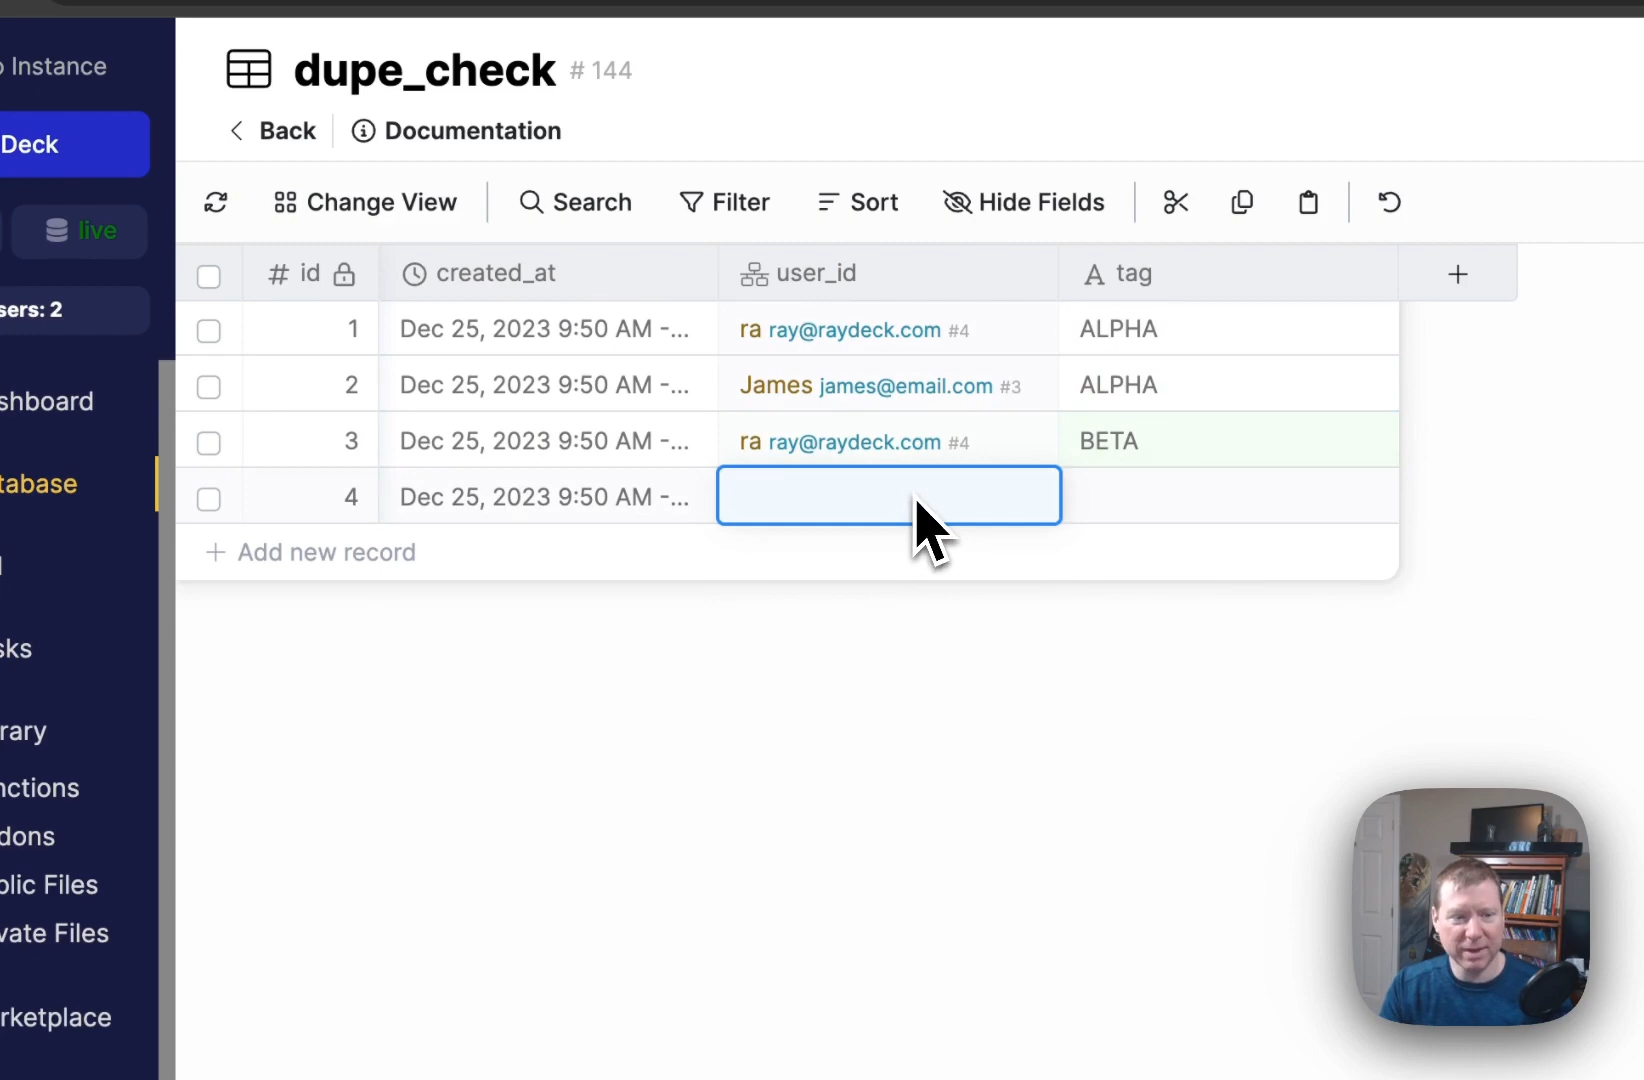 Instance
dupe_check # 144
Back
Documentation
Deck
live
sers: 2
Change View
Search
Filter
Sort
Hide Fields
# id created_at user_id tag
1 Dec 25, 2023 9:50 AM -... ra ray@raydeck.com #4 ALPHA
2 Dec 25, 2023 9:50 AM -... James james@email.com #3 ALPHA
3 Dec 25, 2023 9:50 AM -... ra ray@raydeck.com #4 BETA
4 Dec 25, 2023 9:50 AM -...
+ Add new record
shboard
tabase
sks
rary
nctions
dons
blic Files
vate Files
rketplace